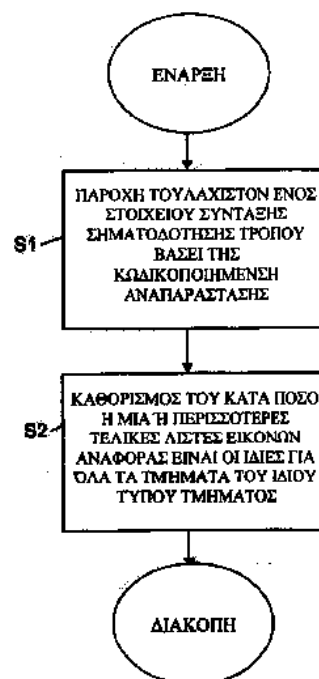 ΕΝΑΡΞΗ
ΠΑΡΟΧΗ ΤΟΥΛΑΧΙΣΤΟΝ ΕΝΟΣ
ΣΤΟΙΧΕΙΟΥ ΣΥΝΤΑΞΗΣ
ΣΗΜΑΤΟΔΟΤΗΣΗΣ ΤΡΟΠΟΥ
ΒΑΣΕΙ ΤΗΣ
ΚΩΔΙΚΟΠΟΙΗΜΕΝΣΗ
ΑΝΑΠΑΡΑΣΤΑΣΗΣ
S1
ΚΑΘΟΡΙΣΜΟΣ ΤΟΥ ΚΑΤΑ ΠΟΣΟ
Η ΜΙΑ Ή ΠΕΡΙΣΣΟΤΕΡΕΣ
ΤΕΛΙΚΕΣ ΛΙΣΤΕΣ ΕΙΚΟΝΩΝ
ΑΝΑΦΟΡΑΣ ΕΙΝΑΙ ΟΙ ΙΔΙΕΣ ΓΙΑ
ΌΛΑ ΤΑ ΤΜΗΜΑΤΑ ΤΟΥ ΙΔΙΟΥ
ΤΥΠΟΥ ΤΜΗΜΑΤΟΣ
S2
ΔΙΑΚΟΠΗ